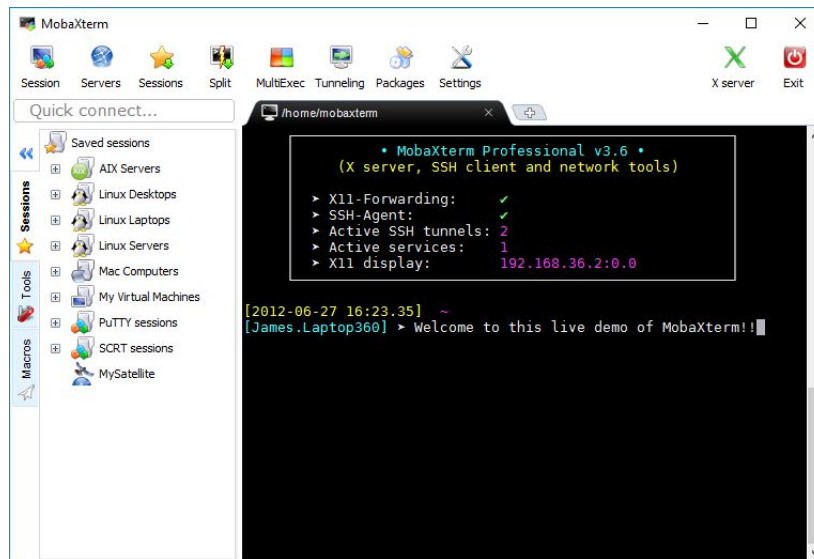 MobaXterm
Session Servers Sessions Split MultiExec Tunneling Packages Settings X server Exit
Quick connect...
/home/mobaxterm
Saved sessions
AIX Servers
Linux Desktops
Linux Laptops
Linux Servers
Mac Computers
My Virtual Machines
PuTTY sessions
SCRT sessions
MySatellite
Sessions
Tools
Macros
• MobaXterm Professional v3.6 •
(X server, SSH client and network tools)
➤ X11-Forwarding: ✔
➤ SSH-Agent: ✔
➤ Active SSH tunnels: 2
➤ Active services: 1
➤ X11 display: 192.168.36.2:0.0
[2012-06-27 16:23.35] ~
[James.Laptop360] ➤ Welcome to this live demo of MobaXterm!!